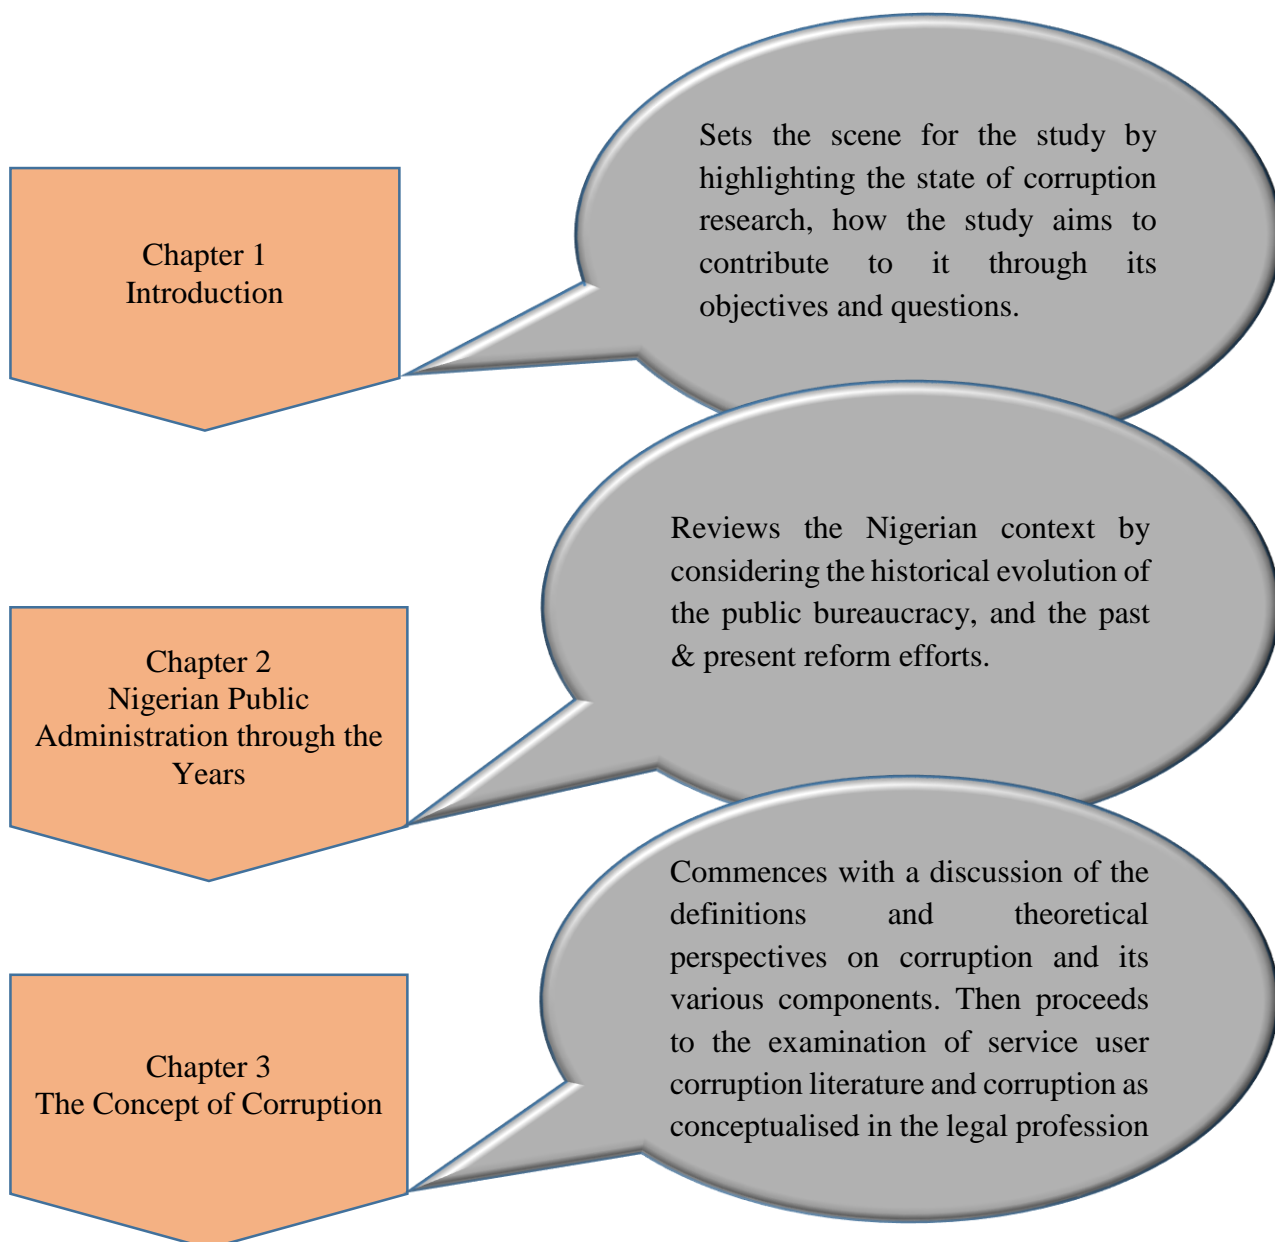 Chapter 1
Introduction
Sets the scene for the study by
highlighting the state of corruption
research, how the study aims to
contribute to it through its
objectives and questions.
Chapter 2
Nigerian Public
Administration through the
Years
Reviews the Nigerian context by
considering the historical evolution of
the public bureaucracy, and the past
& present reform efforts.
Chapter 3
The Concept of Corruption
Commences with a discussion of the
definitions and theoretical
perspectives on corruption and its
various components. Then proceeds
to the examination of service user
corruption literature and corruption as
conceptualised in the legal profession